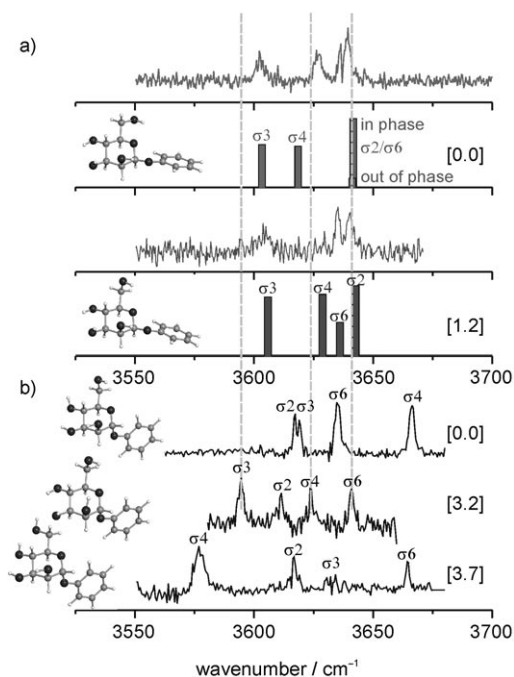 a)
in phase
σ3 σ4 σ2/σ6 [0.0]
out of phase
σ2
σ3 σ4
σ6 [1.2]
3550 3600 3650 3700
b)
σ2 σ3 σ6 σ4
[0.0]
σ3 σ2 σ4 σ6
[3.2]
σ4 σ2 σ3 σ6
[3.7]
3550 3600 3650 3700
wavenumber / cm⁻¹